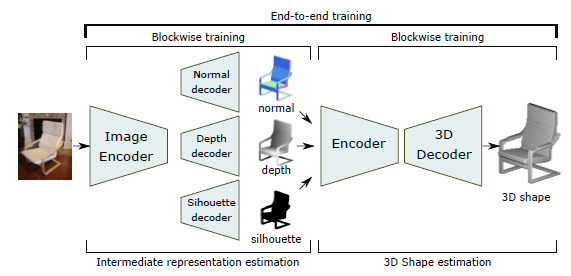 End-to-end training
Blockwise training
Blockwise training
Normal
decoder
normal
Image
Encoder
Depth
decoder
depth
Encoder
3D
Decoder
3D shape
Sihouette
decoder
silhouette
Intermediate representation estimation
3D Shape estimation